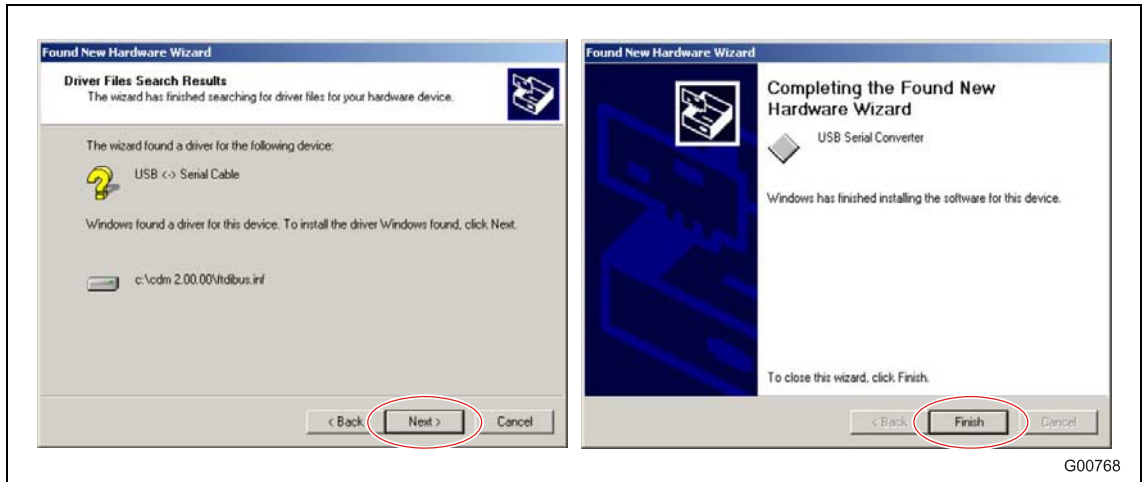 Found New Hardware Wizard
Driver Files Search Results
The wizard has finished searching for driver files for your hardware device.
The wizard found a driver for the following device:
USB <-> Serial Cable
Windows found a driver for this device. To install the driver Windows found, click Next.
c:\cdm 2.00.00\ftdibus.inf
< Back
Next >
Cancel
Found New Hardware Wizard
Completing the Found New
Hardware Wizard
USB Serial Converter
Windows has finished installing the software for this device.
To close this wizard, click Finish.
< Back
Finish
Cancel
G00768